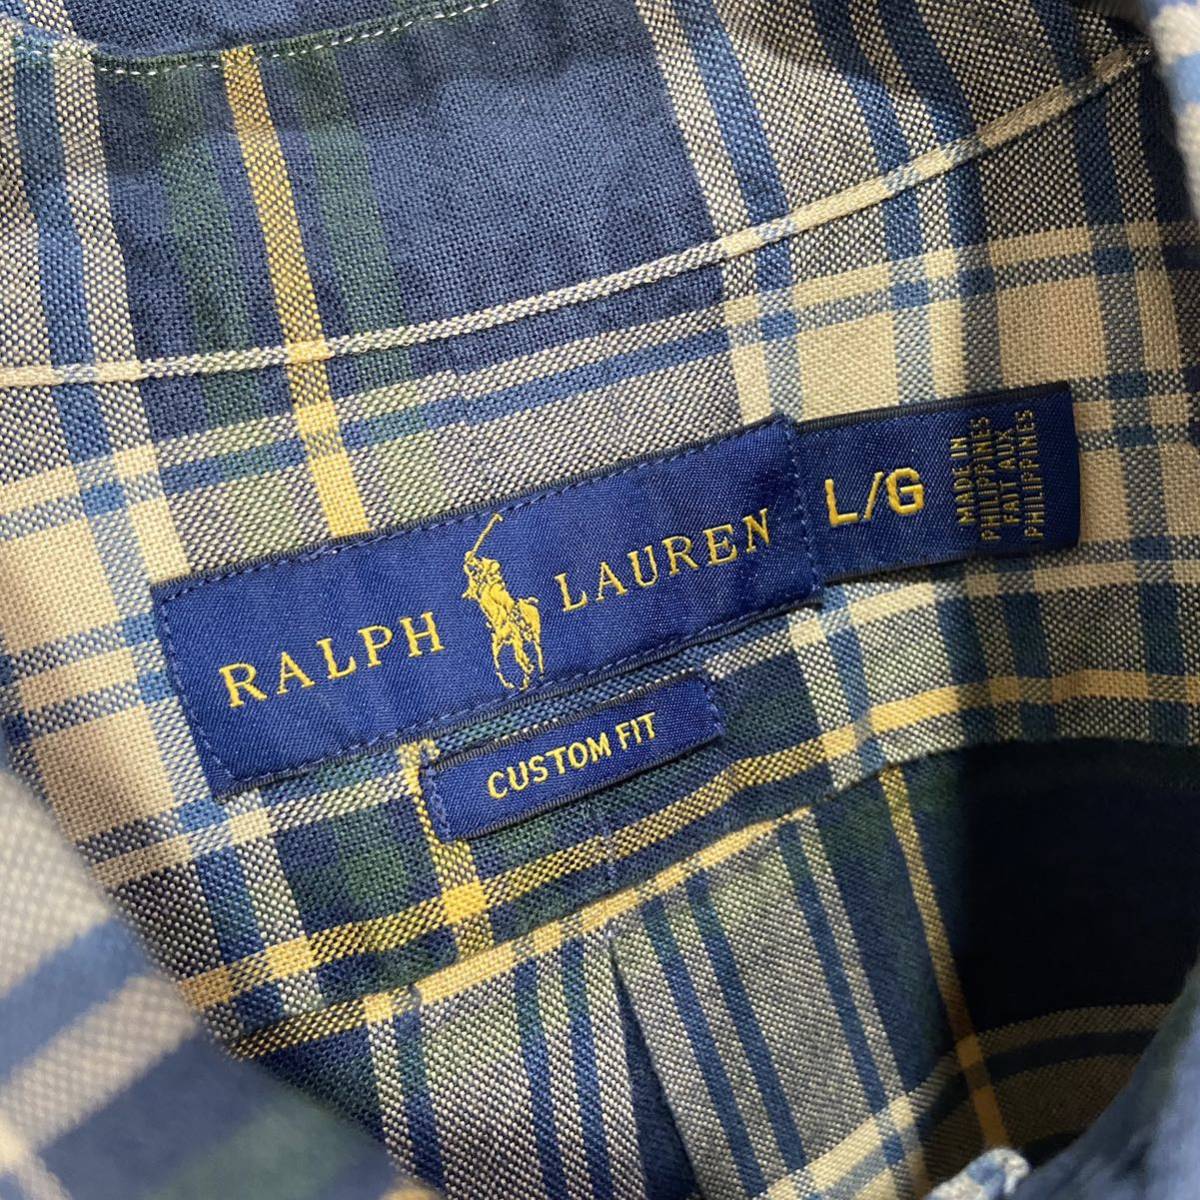 RALPH LAUREN
L/G
MADE IN
PHILIPPINES
FAIT AUX
PHILIPPINES
CUSTOM FIT